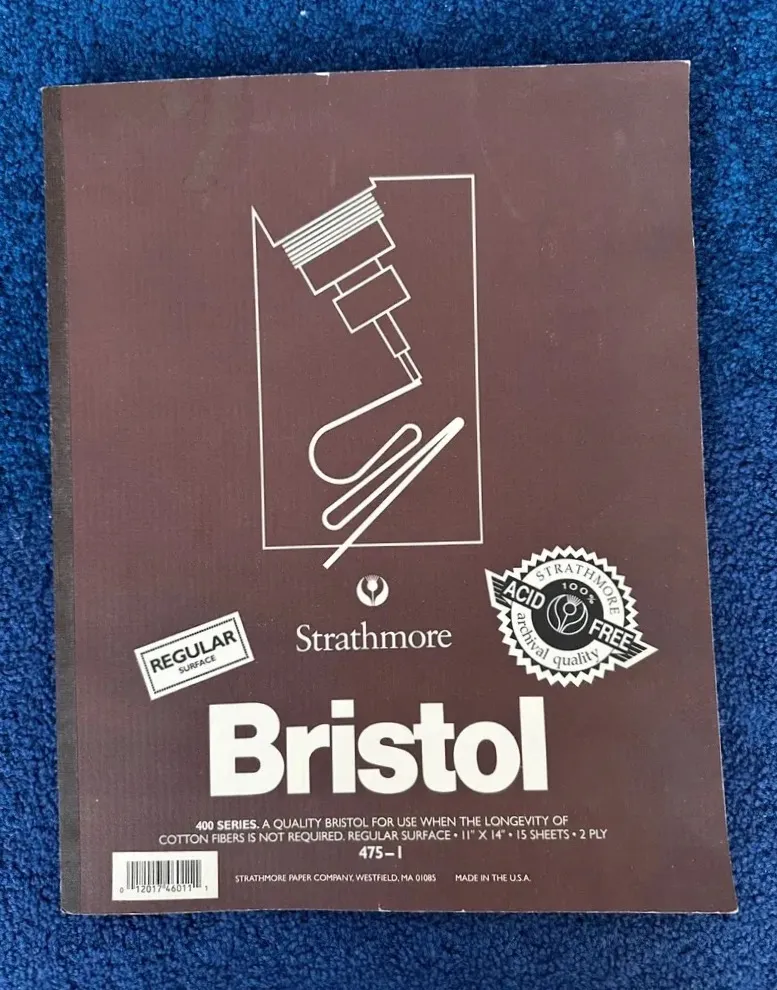 STRATHMORE
100%
ACID FREE
archival quality
REGULAR
SURFACE
Strathmore
Bristol
400 SERIES. A QUALITY BRISTOL FOR USE WHEN THE LONGEVITY OF
COTTON FIBERS IS NOT REQUIRED. REGULAR SURFACE • 11" X 14" • 15 SHEETS • 2 PLY
475-1
0 12017 46011 1
STRATHMORE PAPER COMPANY, WESTFIELD, MA 01085 MADE IN THE U.S.A.